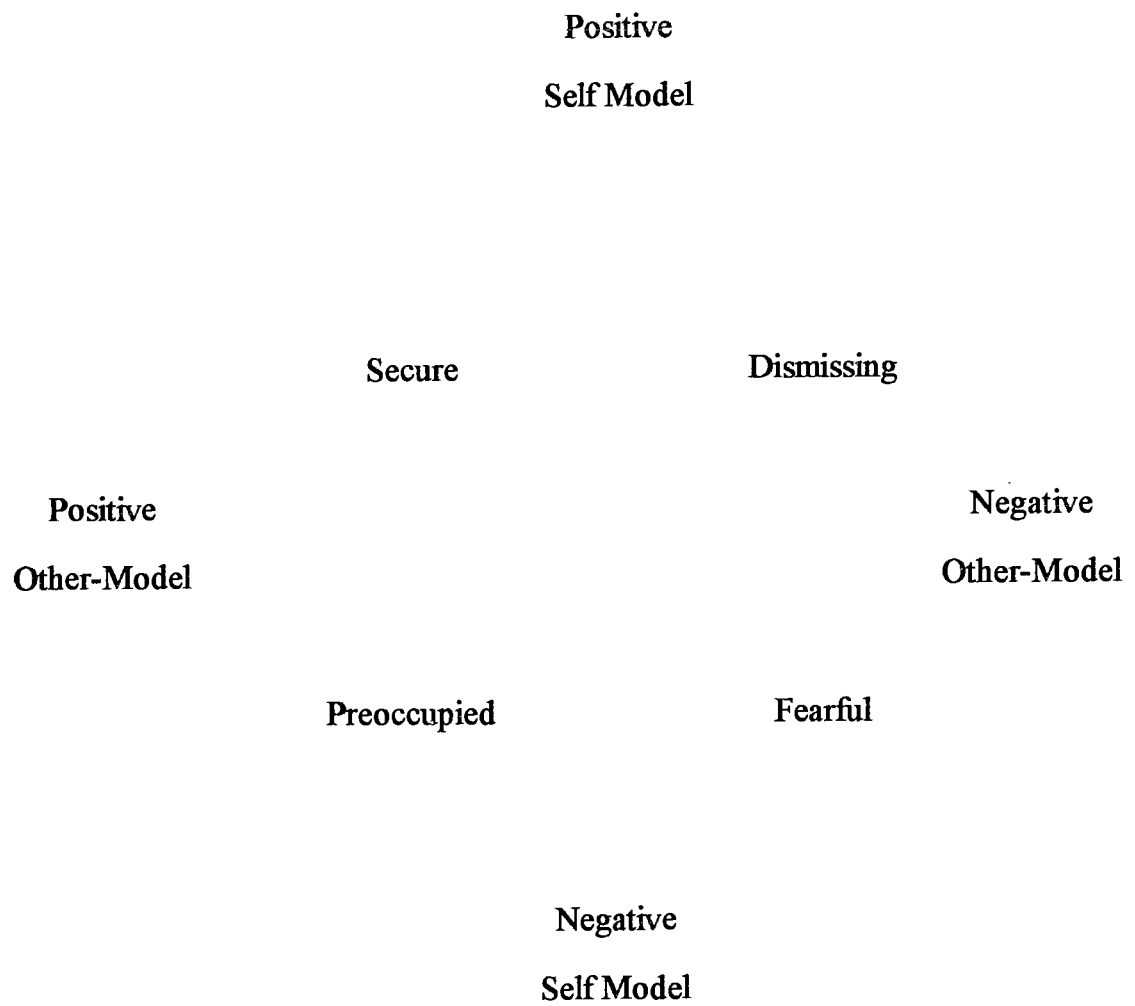 Positive
Self Model
Secure
Dismissing
Positive
Other-Model
Negative
Other-Model
Preoccupied
Fearful
Negative
Self Model